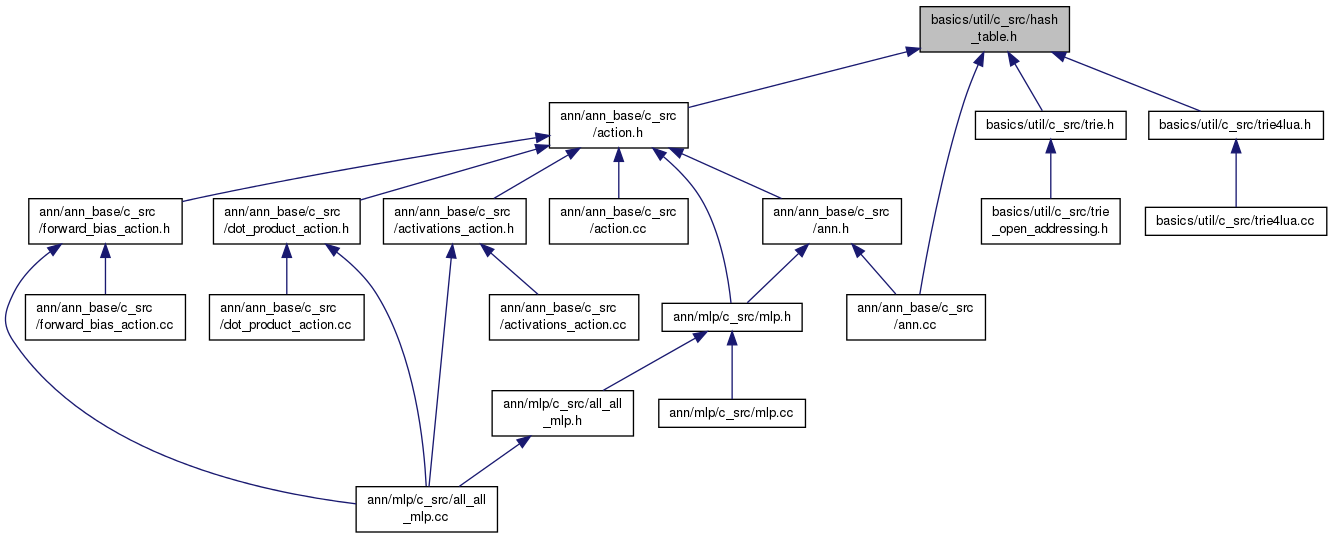 basics/util/c_src/hash
_table.h
ann/ann_base/c_src
/action.h
basics/util/c_src/trie.h
basics/util/c_src/trie4lua.h
ann/ann_base/c_src
/forward_bias_action.h
ann/ann_base/c_src
/dot_product_action.h
ann/ann_base/c_src
/activations_action.h
ann/ann_base/c_src
/action.cc
ann/ann_base/c_src
/ann.h
basics/util/c_src/trie
_open_addressing.h
basics/util/c_src/trie4lua.cc
ann/ann_base/c_src
/forward_bias_action.cc
ann/ann_base/c_src
/dot_product_action.cc
ann/ann_base/c_src
/activations_action.cc
ann/mlp/c_src/mlp.h
ann/ann_base/c_src
/ann.cc
ann/mlp/c_src/all_all
_mlp.h
ann/mlp/c_src/mlp.cc
ann/mlp/c_src/all_all
_mlp.cc